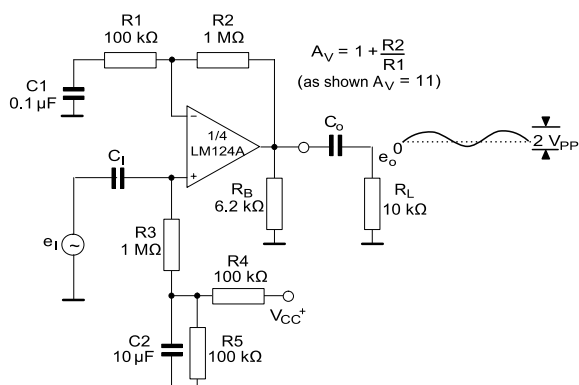 R1
100 kΩ
R2
1 MΩ
A_V = 1 + R2/R1
(as shown A_V = 11)
C1
0.1 µF
1/4
LM124A
−
+
C_I
C_o
e_o
0
2 V_PP
R_B
6.2 kΩ
R_L
10 kΩ
e_I
~
R3
1 MΩ
R4
100 kΩ
V_CC+
C2
10 µF
R5
100 kΩ